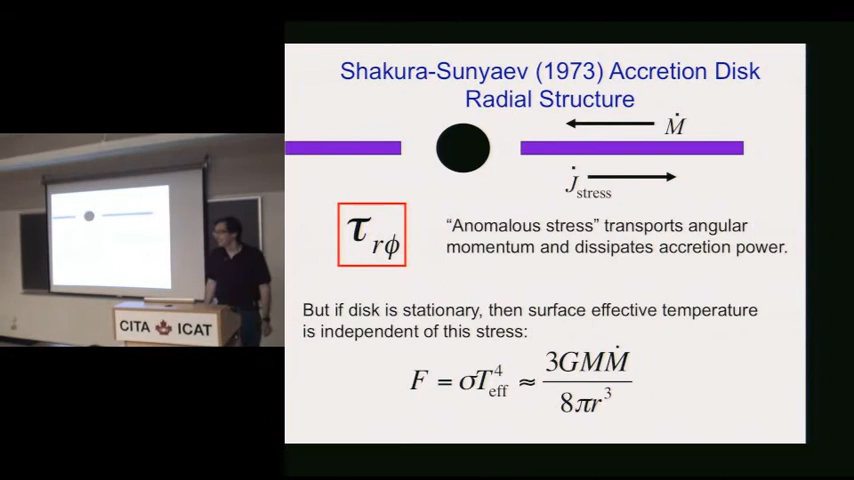 Shakura-Sunyaev (1973) Accretion Disk
Radial Structure
Ṁ
J̇stress
τrϕ
“Anomalous stress” transports angular
momentum and dissipates accretion power.
But if disk is stationary, then surface effective temperature
is independent of this stress:
F = σT⁴eff ≈ 3GMṀ / 8πr³
CITA ICAT